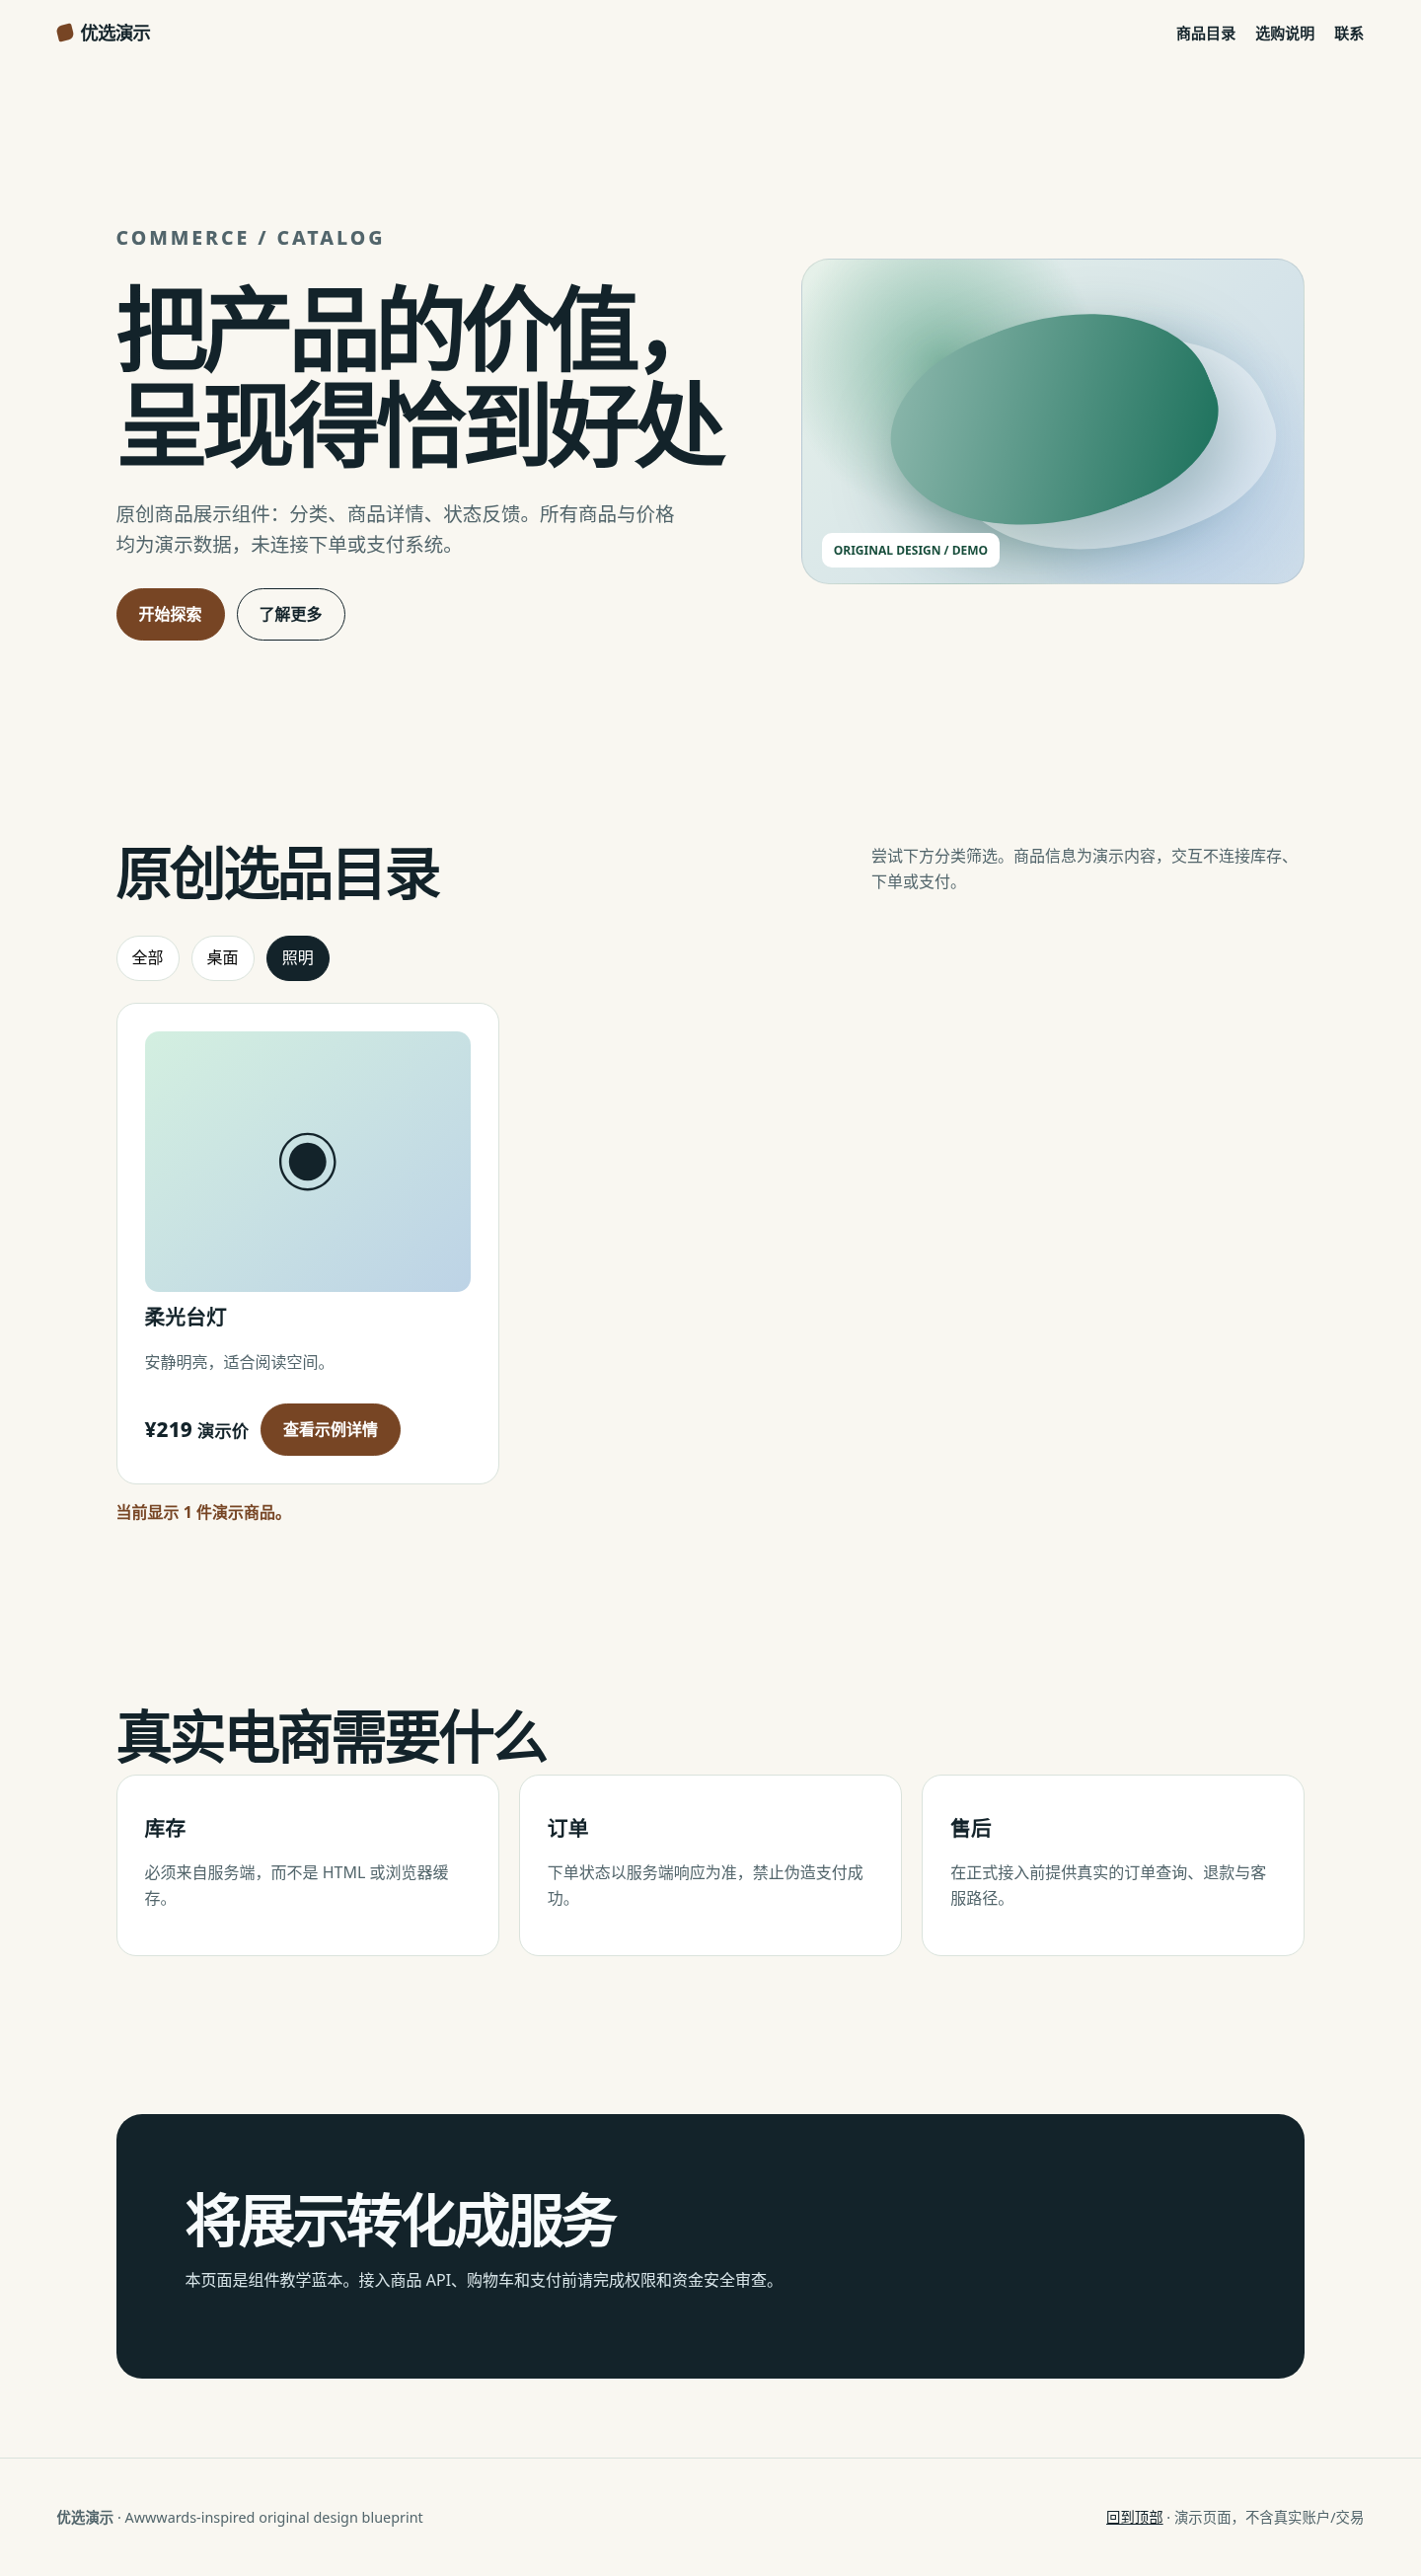 优选演示
商品目录 选购说明 联系
COMMERCE / CATALOG
把产品的价值，
呈现得恰到好处
原创商品展示组件：分类、商品详情、状态反馈。所有商品与价格
均为演示数据，未连接下单或支付系统。
开始探索 了解更多
ORIGINAL DESIGN / DEMO
原创选品目录
尝试下方分类筛选。商品信息为演示内容，交互不连接库存、
下单或支付。
全部 桌面 照明
柔光台灯
安静明亮，适合阅读空间。
¥219 演示价 查看示例详情
当前显示 1 件演示商品。
真实电商需要什么
库存
必须来自服务端，而不是 HTML 或浏览器缓
存。
订单
下单状态以服务端响应为准，禁止伪造支付成
功。
售后
在正式接入前提供真实的订单查询、退款与客
服路径。
将展示转化成服务
本页面是组件教学蓝本。接入商品 API、购物车和支付前请完成权限和资金安全审查。
优选演示 · Awwwards-inspired original design blueprint
回到顶部 · 演示页面，不含真实账户/交易